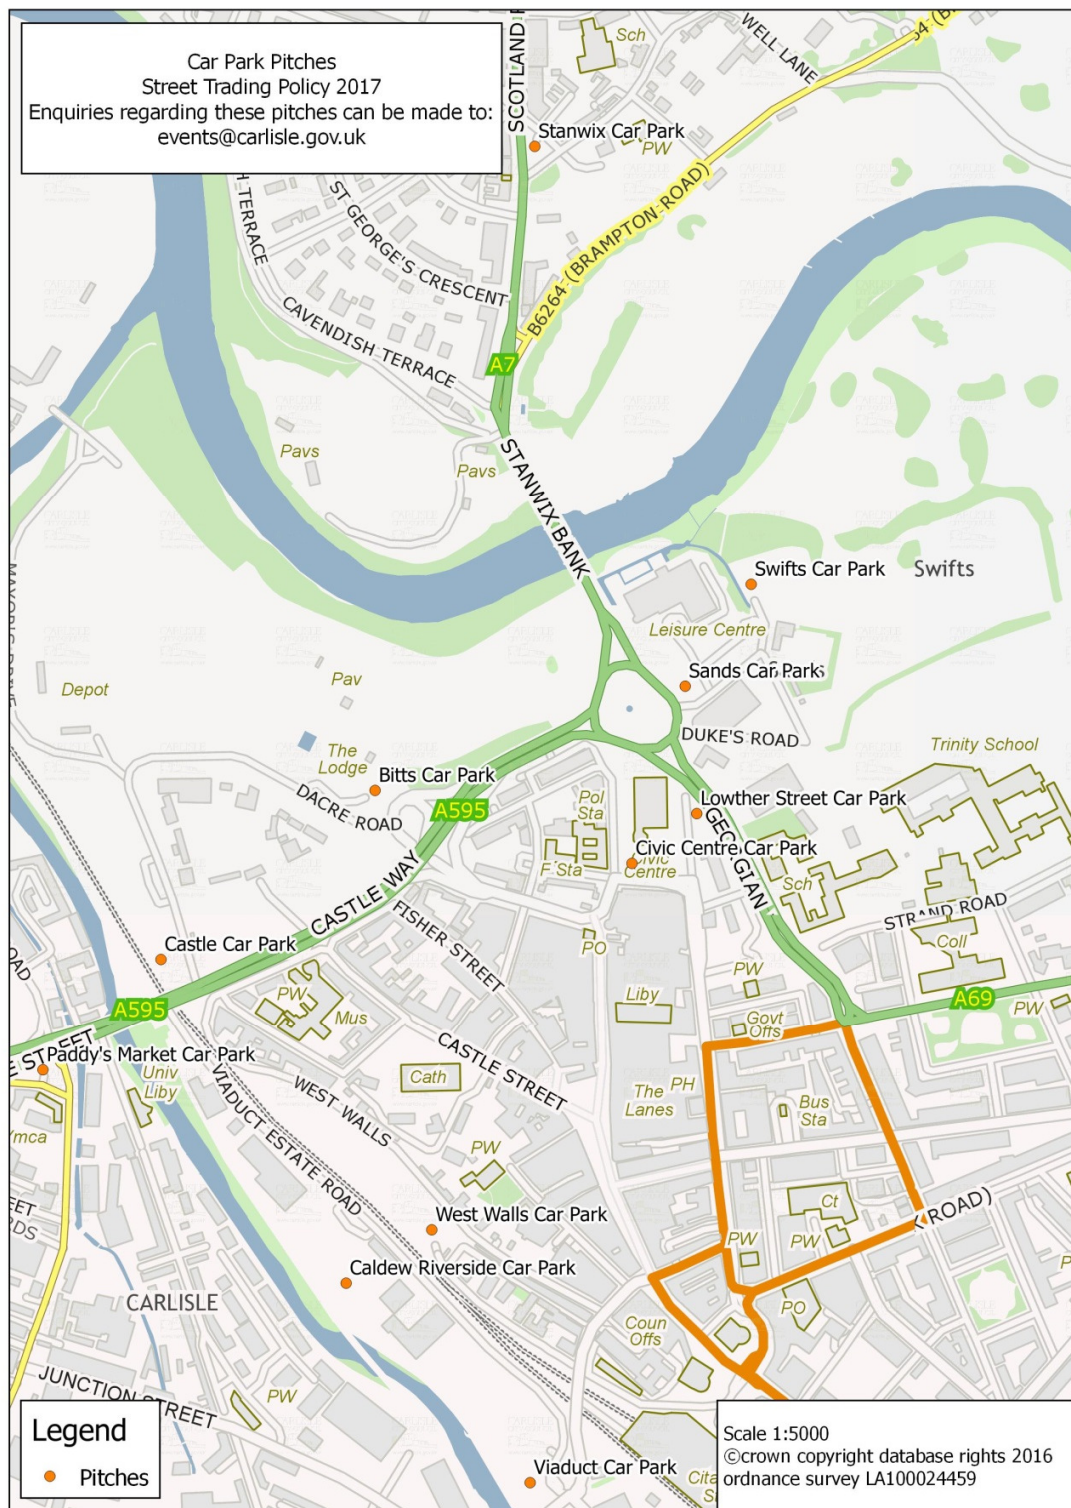 Car Park Pitches
Street Trading Policy 2017
Enquiries regarding these pitches can be made to:
events@carlisle.gov.uk
Sch
WELL LANE
SCOTLAND
Stanwix Car Park
PW
TERRACE
ST GEORGE'S CRESCENT
B6264 (BRAMPTON ROAD)
CAVENDISH TERRACE
A7
Pavs
Pavs
STANWIX BANK
Swifts Car Park
Swifts
Leisure Centre
Depot
Pav
Sands Car Park
DUKE'S ROAD
Trinity School
The
Lodge
Bitts Car Park
DACRE ROAD
A595
Pol
Sta
Lowther Street Car Park
GEORGIAN
Civic Centre Car Park
F Sta
Civic
Centre
Sch
CASTLE WAY
FISHER STREET
STRAND ROAD
Castle Car Park
PO
Coll
PW
PW
A595
Mus
Liby
A69
PW
Govt
Offs
STREET
Paddy's Market Car Park
CASTLE STREET
Univ
Liby
Cath
The
Lanes
PH
Bus
Sta
VIADUCT ESTATE ROAD
WEST WALLS
PW
Ct
ROAD)
West Walls Car Park
PW
PW
Caldew Riverside Car Park
CARLISLE
PO
Coun
Offs
JUNCTION STREET
PW
Legend
Pitches
Viaduct Car Park
Scale 1:5000
©crown copyright database rights 2016
ordnance survey LA100024459